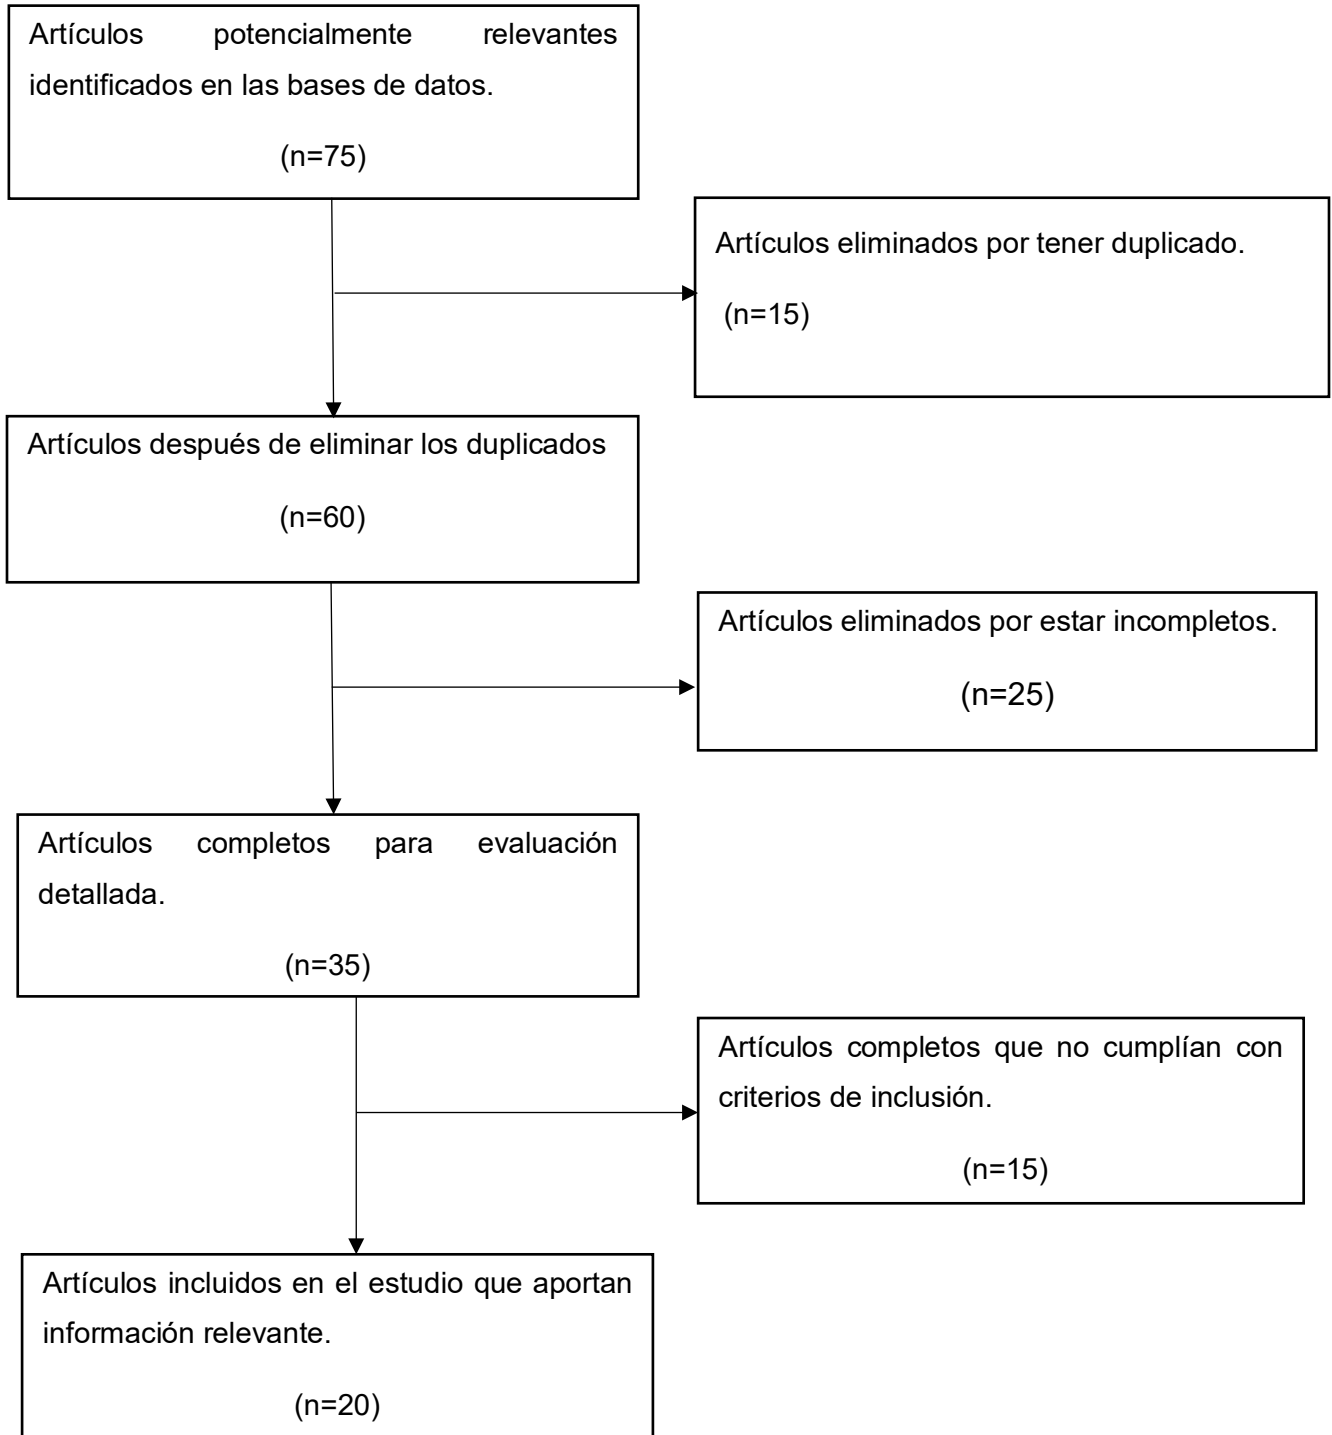 Artículos potencialmente relevantes
identificados en las bases de datos.
(n=75)
Artículos eliminados por tener duplicado.
(n=15)
Artículos después de eliminar los duplicados
(n=60)
Artículos eliminados por estar incompletos.
(n=25)
Artículos completos para evaluación
detallada.
(n=35)
Artículos completos que no cumplían con
criterios de inclusión.
(n=15)
Artículos incluidos en el estudio que aportan
información relevante.
(n=20)